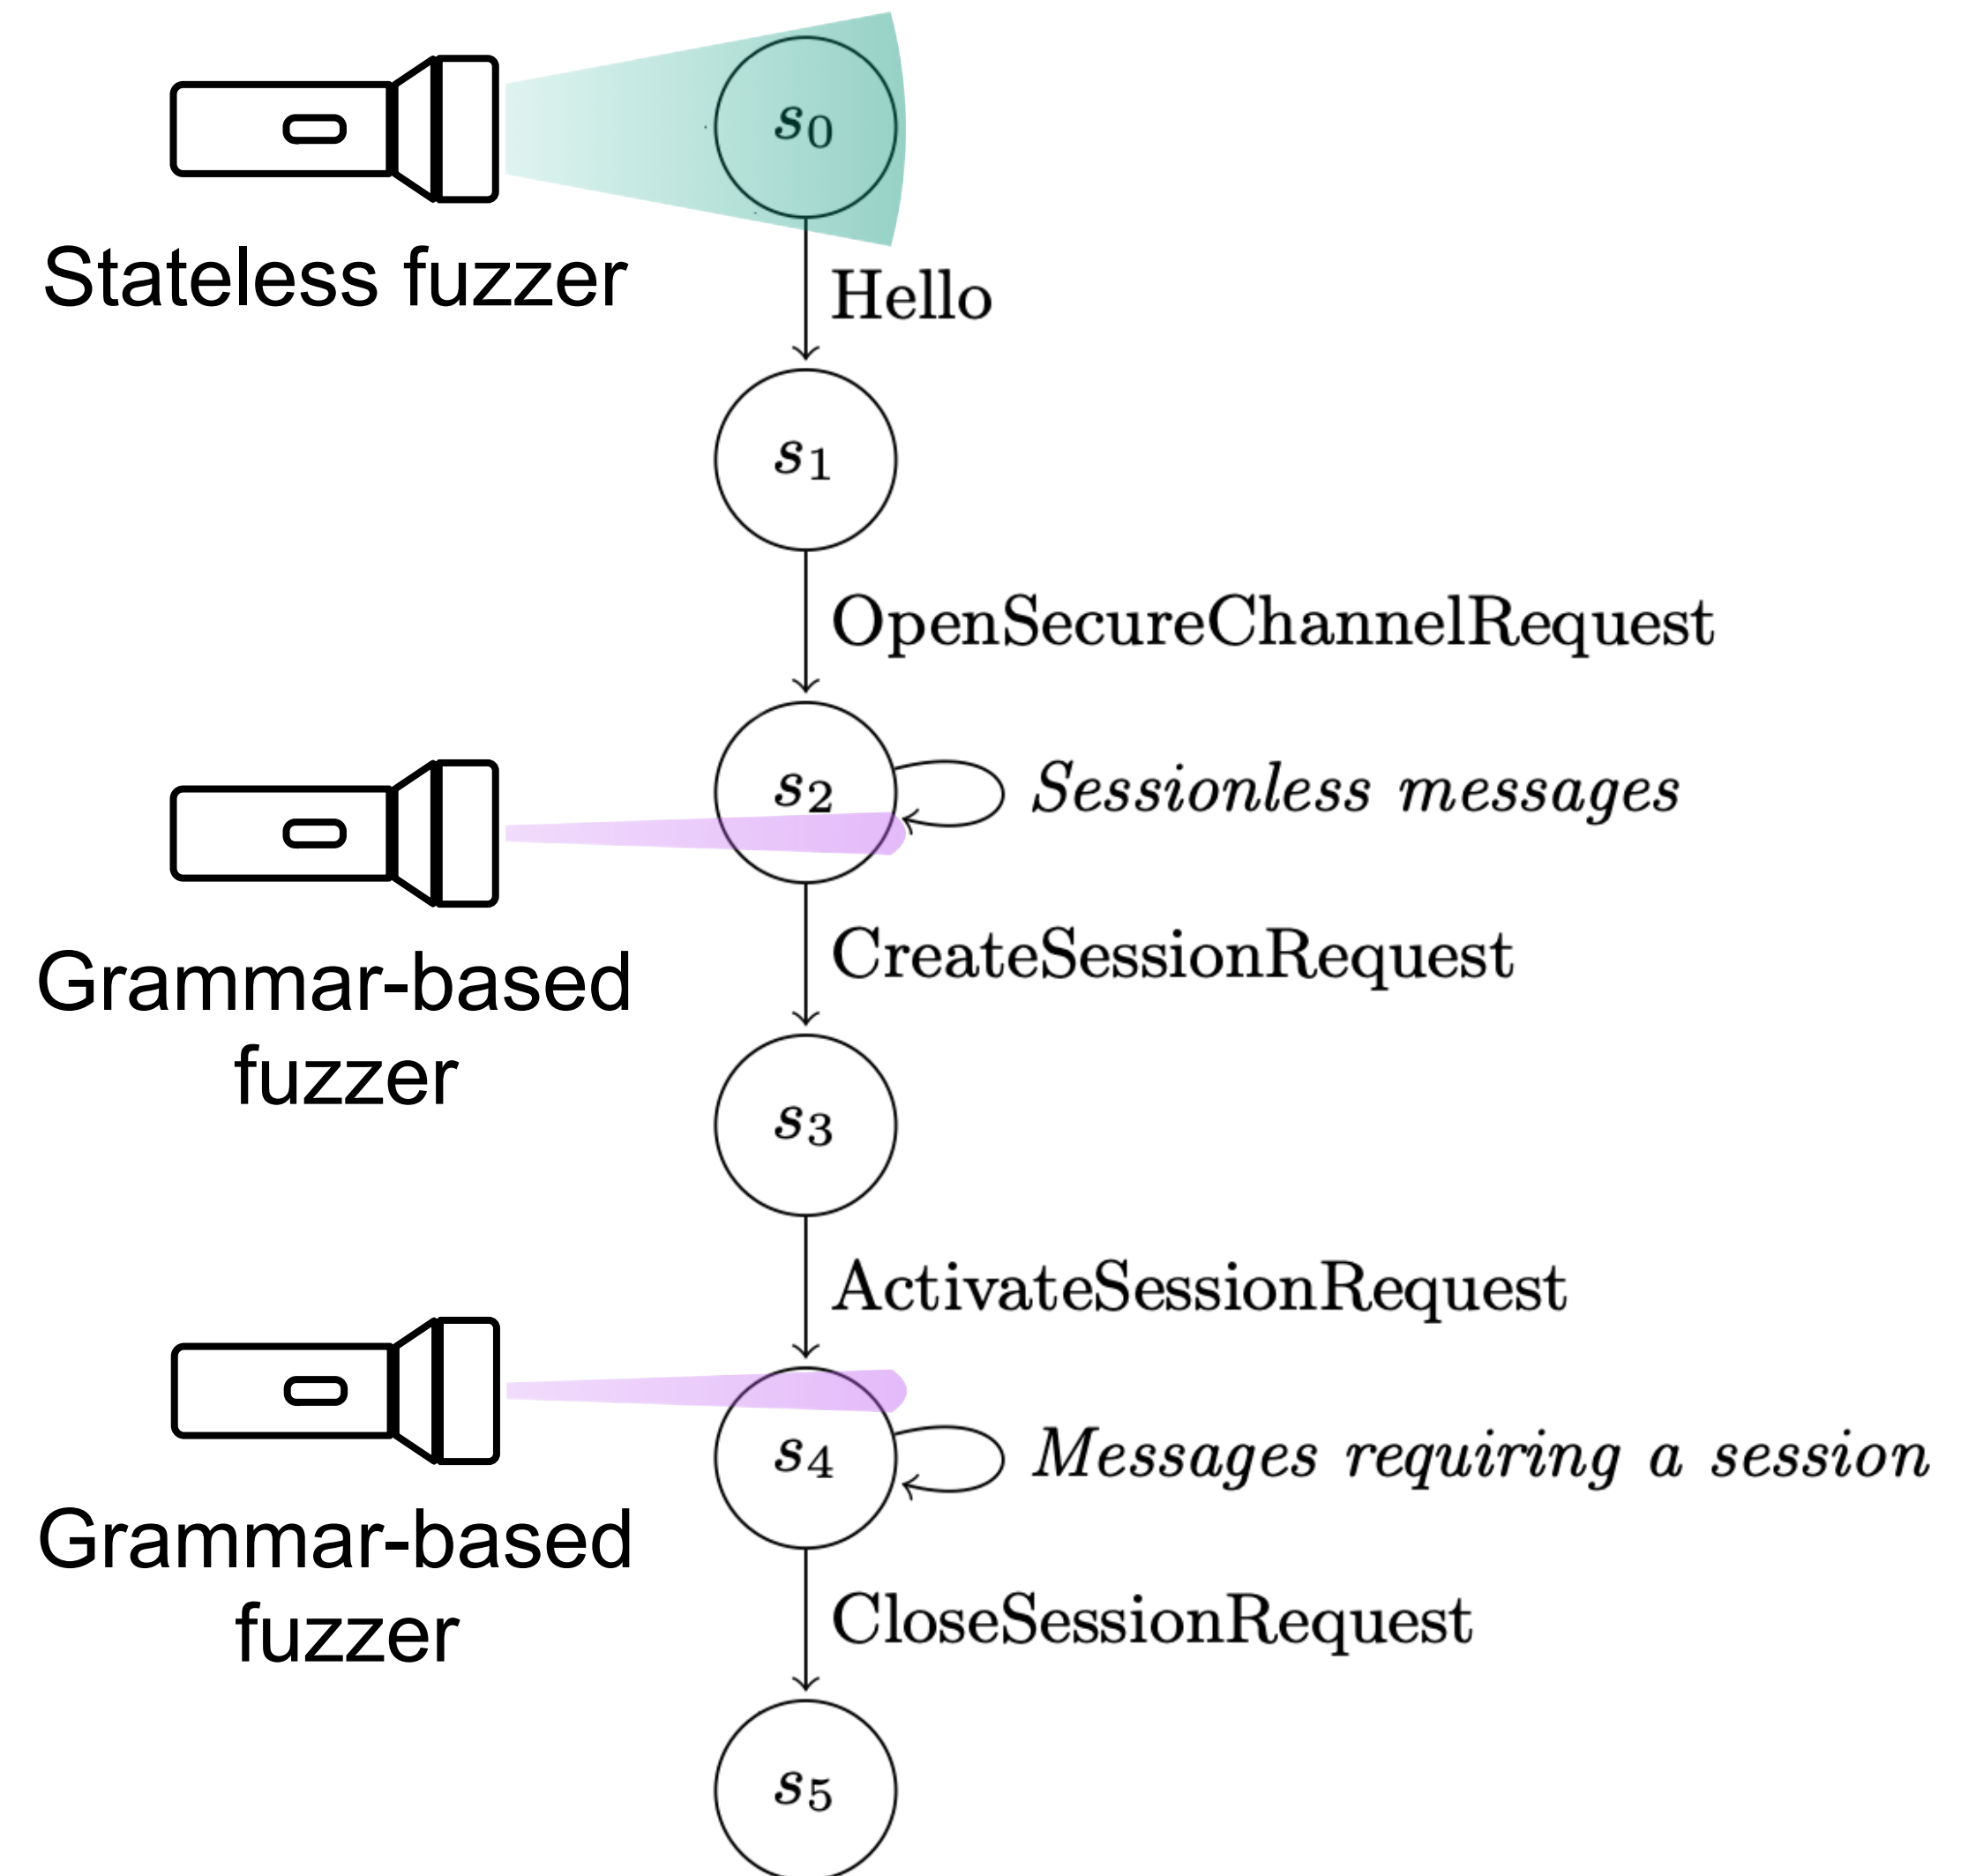 s0
Stateless fuzzer
Hello
s1
OpenSecureChannelRequest
s2
Sessionless messages
Grammar-based
fuzzer
CreateSessionRequest
s3
ActivateSessionRequest
s4
Messages requiring a session
Grammar-based
fuzzer
CloseSessionRequest
s5